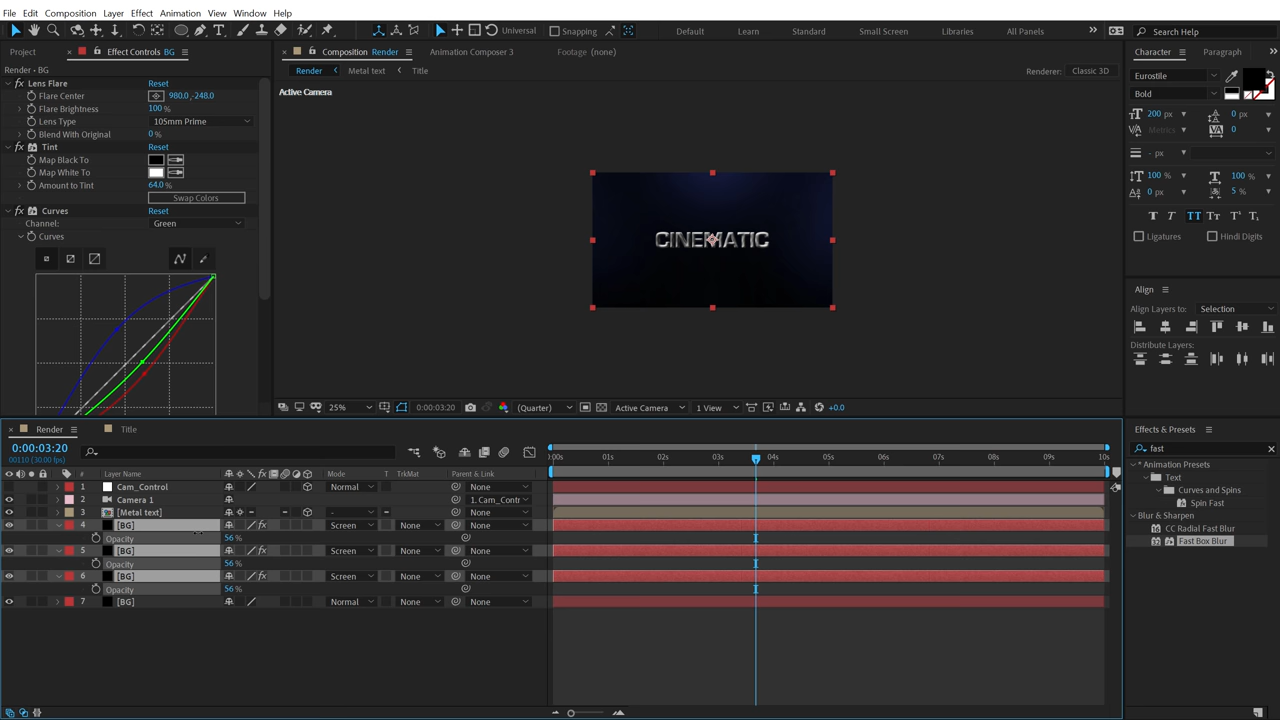 File Edit Composition Layer Effect Animation View Window Help
Universal Snapping Default Learn Standard Small Screen Libraries All Panels Search Help
Project Effect Controls BG
Render • BG
Lens Flare Reset
Flare Center 980.0,-248.0
Flare Brightness 100 %
Lens Type 105mm Prime
Blend With Original 0 %
Tint Reset
Map Black To
Map White To
Amount to Tint 64.0%
Swap Colors
Curves Reset
Channel: Green
Curves
Composition Render Animation Composer 3 Footage (none)
Render Metal text Title Renderer: Classic 3D
Active Camera
CINEMATIC
25% 0:00:03:20 (Quarter) Active Camera 1 View +0.0
Character Paragraph
Eurostile
Bold
200 px 0 px
Metrics 0
- px
100 % 100 %
0 px 5 %
Ligatures Hindi Digits
Align
Align Layers to: Selection
Distribute Layers:
Effects & Presets
fast
* Animation Presets
Text
Curves and Spins
Spin Fast
Blur & Sharpen
CC Radial Fast Blur
Fast Box Blur
Render Title
0:00:03:20
00110 (30.00 fps)
# Layer Name Mode T TrkMat Parent & Link
:00s 01s 02s 03s 04s 05s 06s 07s 08s 09s 10s
1 Cam_Control Normal None
2 Camera 1 1. Cam_Contr
3 [Metal text] - None
4 [BG] Screen None None
Opacity 56 %
5 [BG] Screen None None
Opacity 56 %
6 [BG] Screen None None
Opacity 56 %
7 [BG] Normal None None